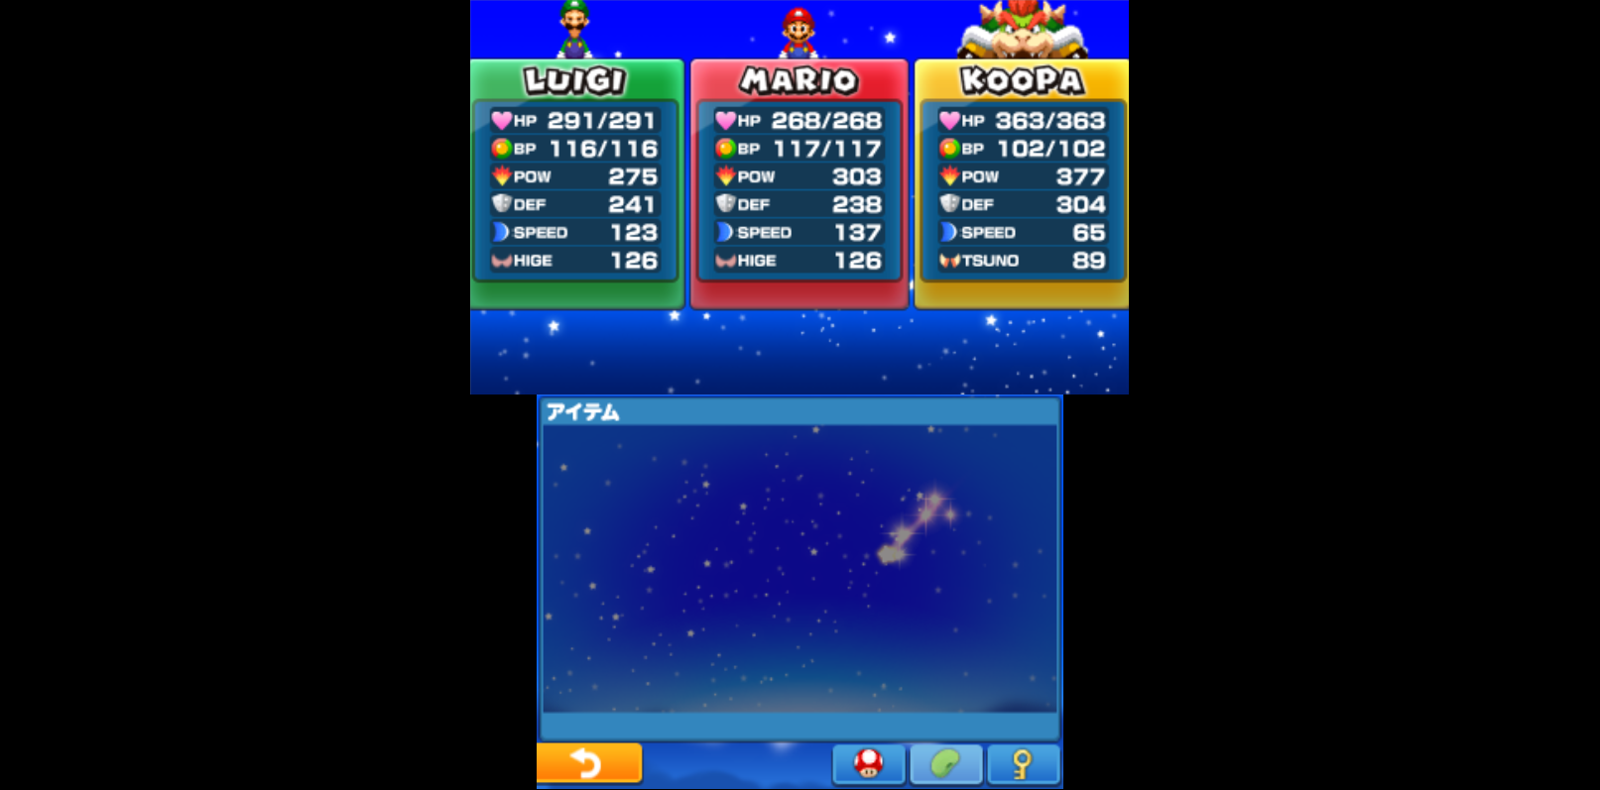 LUIGI
HP 291/291
BP 116/116
POW 275
DEF 241
SPEED 123
HIGE 126
MARIO
HP 268/268
BP 117/117
POW 303
DEF 238
SPEED 137
HIGE 126
KOOPA
HP 363/363
BP 102/102
POW 377
DEF 304
SPEED 65
TSUNO 89
アイテム